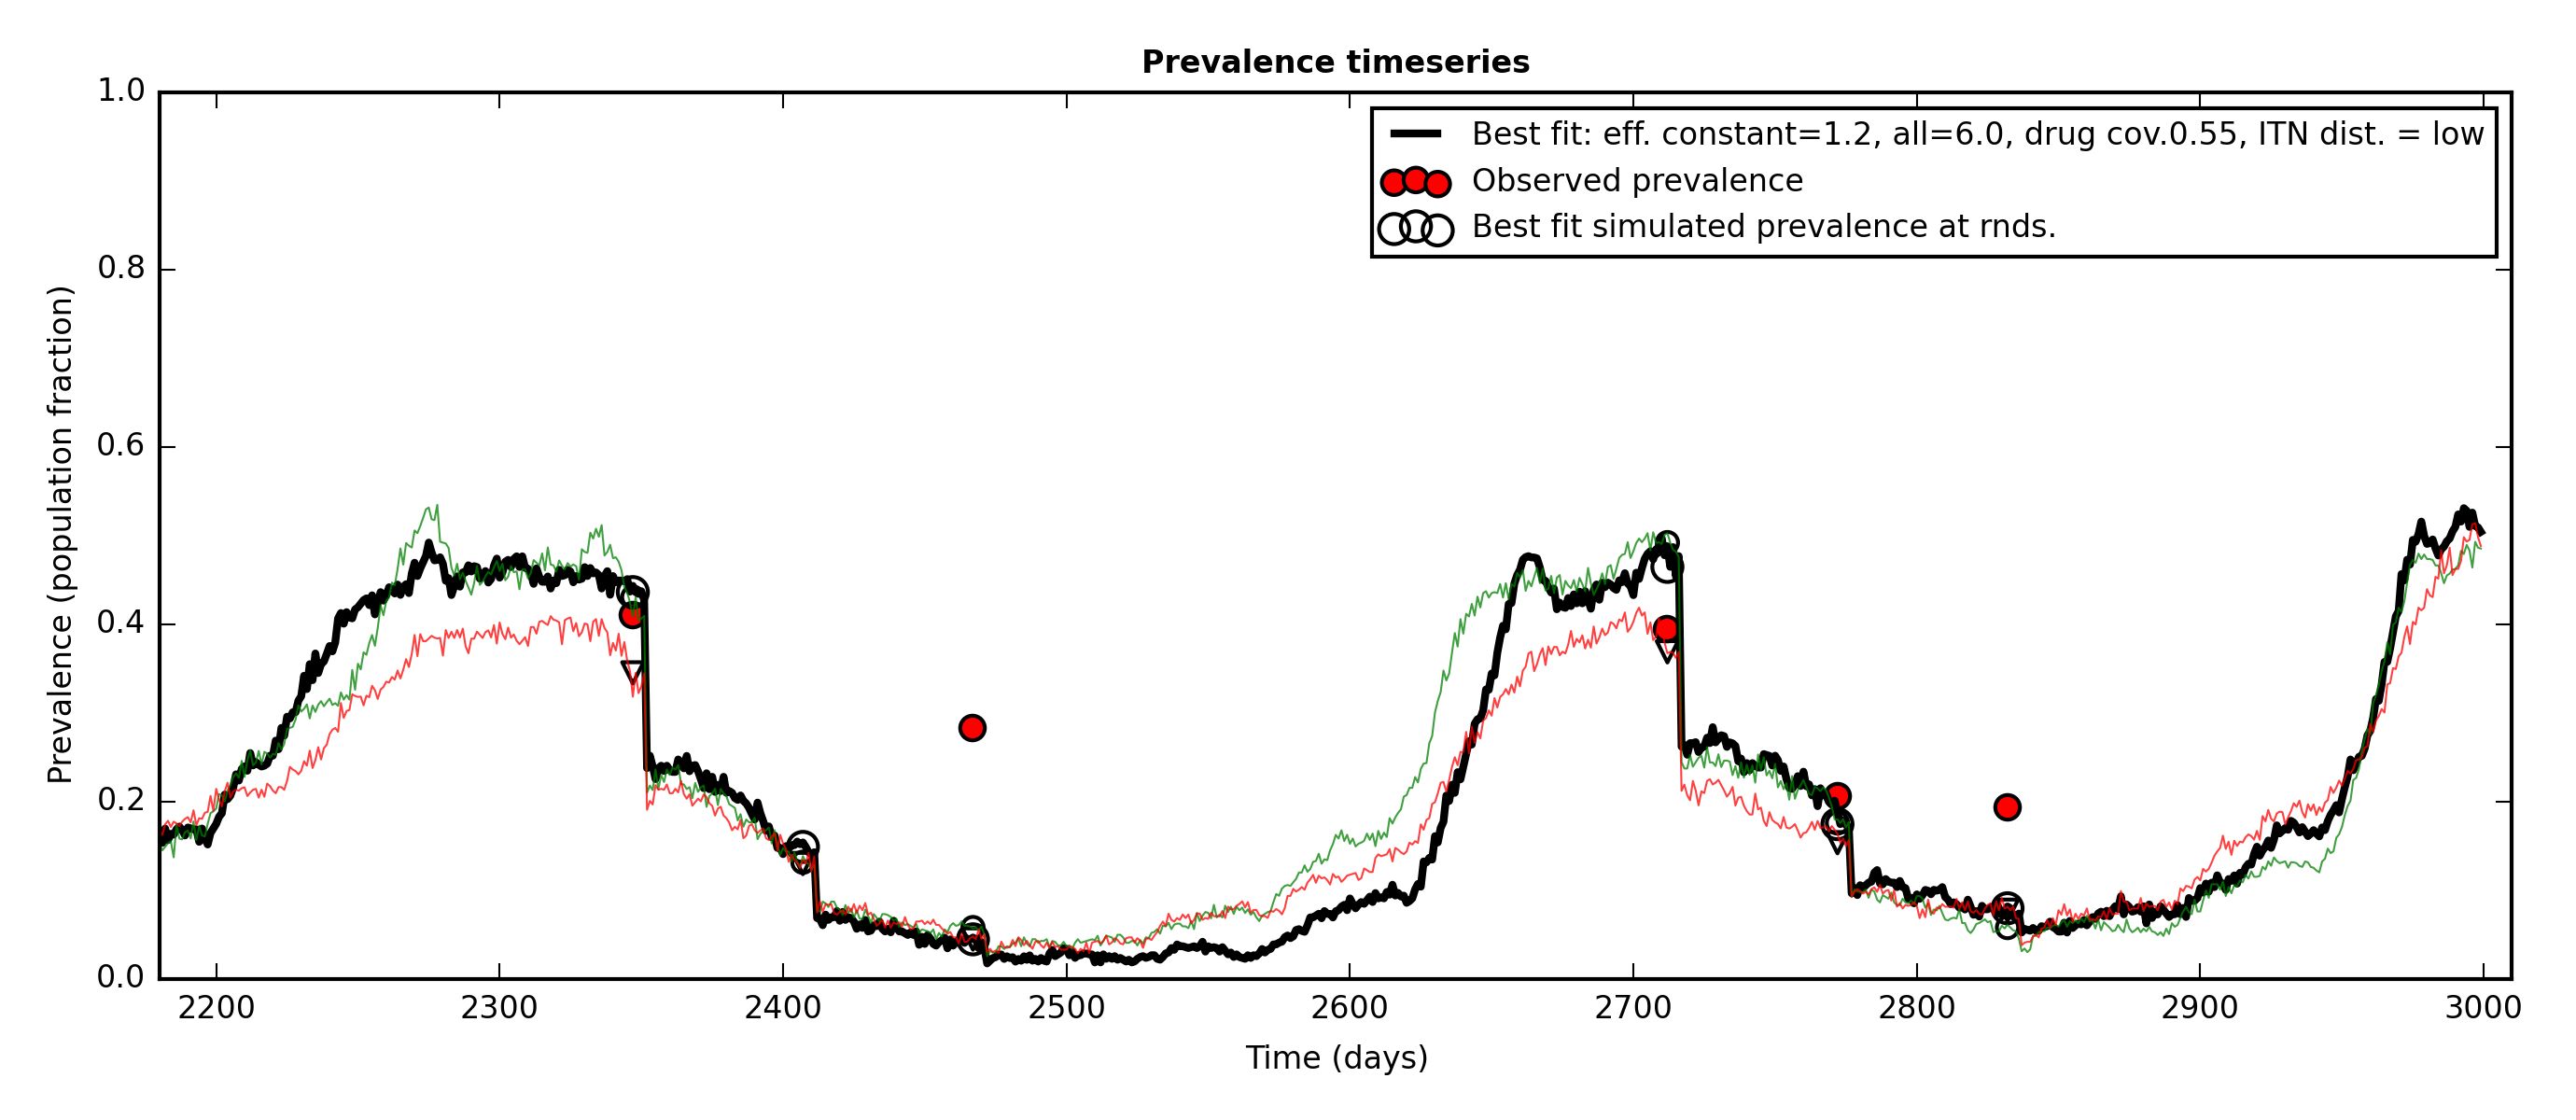 Prevalence timeseries
Best fit: eff. constant=1.2, all=6.0, drug cov.0.55, ITN dist. = low
Observed prevalence
Best fit simulated prevalence at rnds.
Prevalence (population fraction)
1.0
0.8
0.6
0.4
0.2
0.0
2200 2300 2400 2500 2600 2700 2800 2900 3000
Time (days)